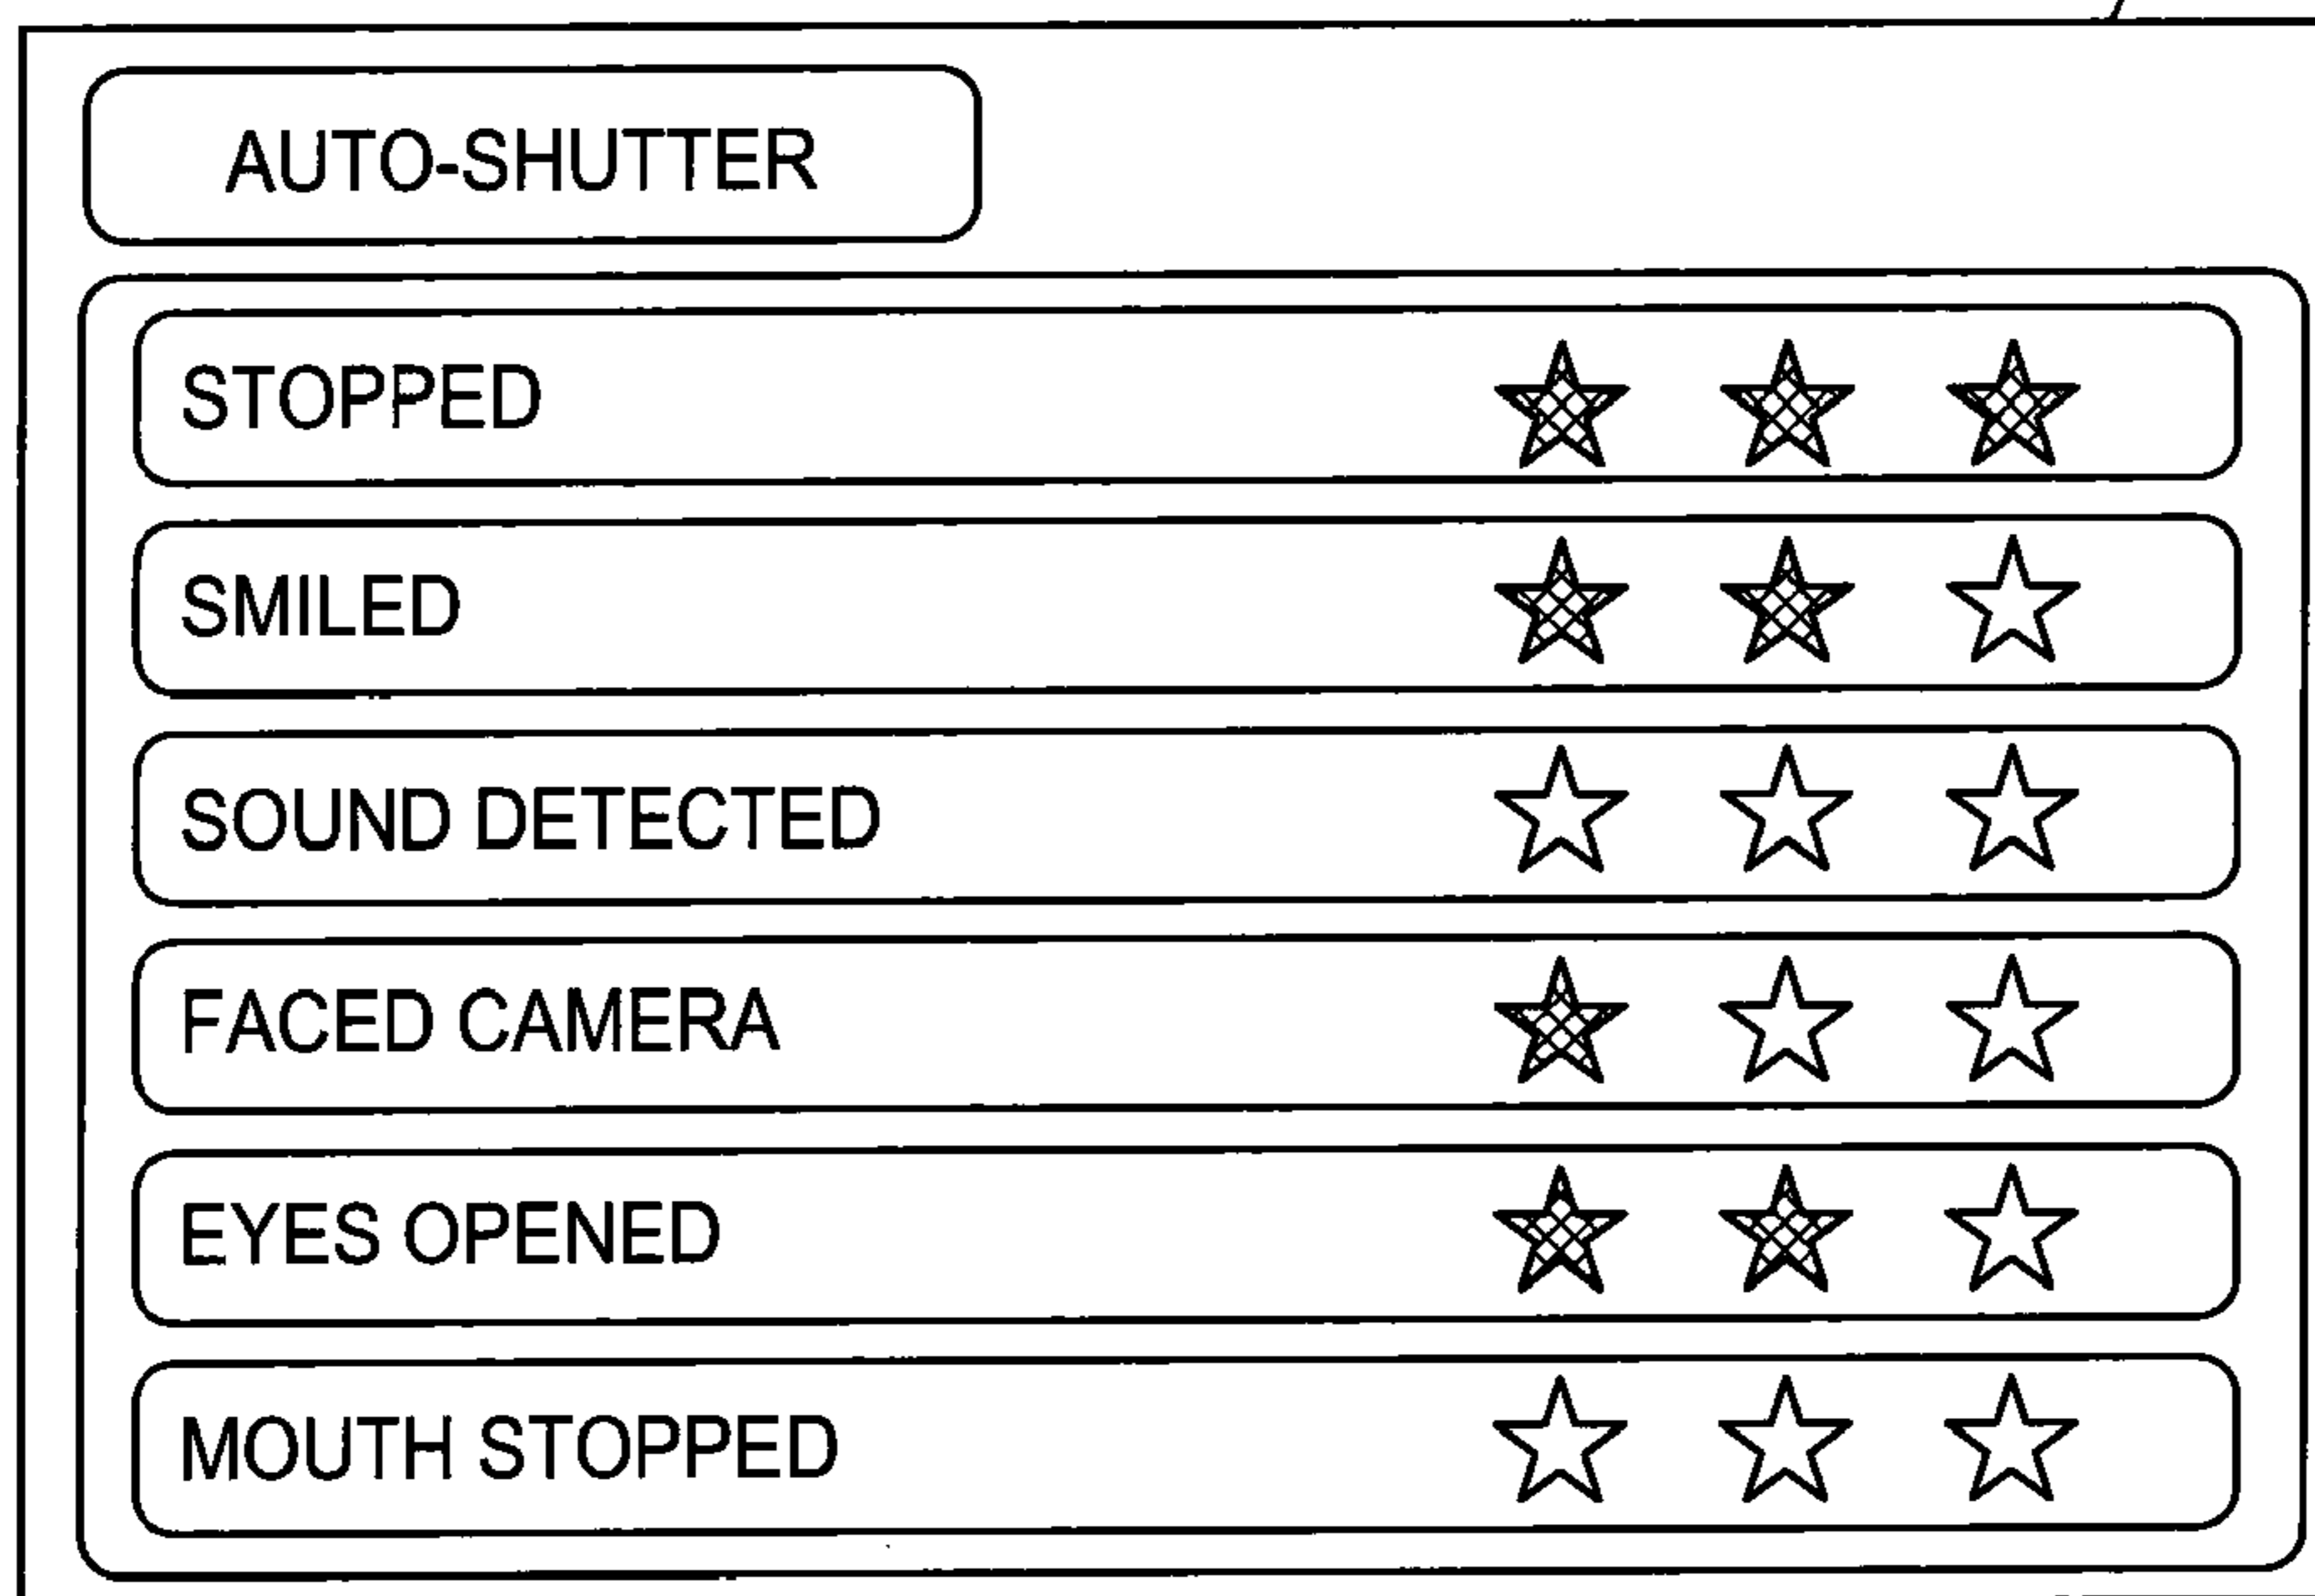 AUTO-SHUTTER
STOPPED
SMILED
SOUND DETECTED
FACED CAMERA
EYES OPENED
MOUTH STOPPED